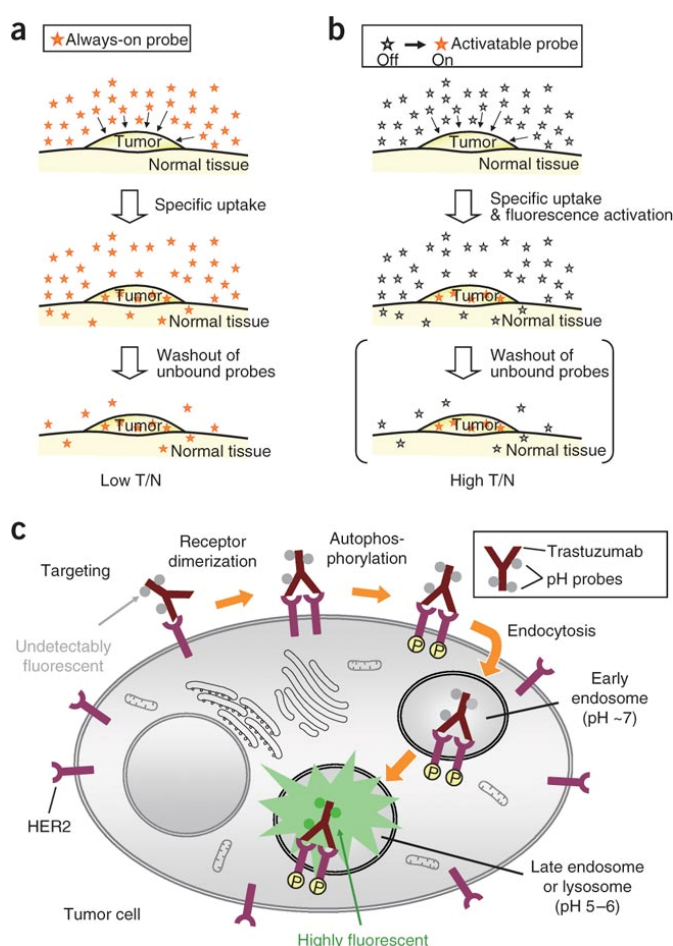 a
Always-on probe
Tumor
Normal tissue
Specific uptake
Tumor
Normal tissue
Washout of
unbound probes
Tumor
Normal tissue
Low T/N
b
Off
On
Activatable probe
Tumor
Normal tissue
Specific uptake
& fluorescence activation
Tumor
Normal tissue
Washout of
unbound probes
Tumor
Normal tissue
High T/N
c
Targeting
Receptor
dimerization
Autophos-
phorylation
Trastuzumab
pH probes
Undetectably
fluorescent
Endocytosis
P
P
Early
endosome
(pH ~7)
P
P
HER2
P
P
Late endosome
or lysosome
(pH 5–6)
Tumor cell
Highly fluorescent